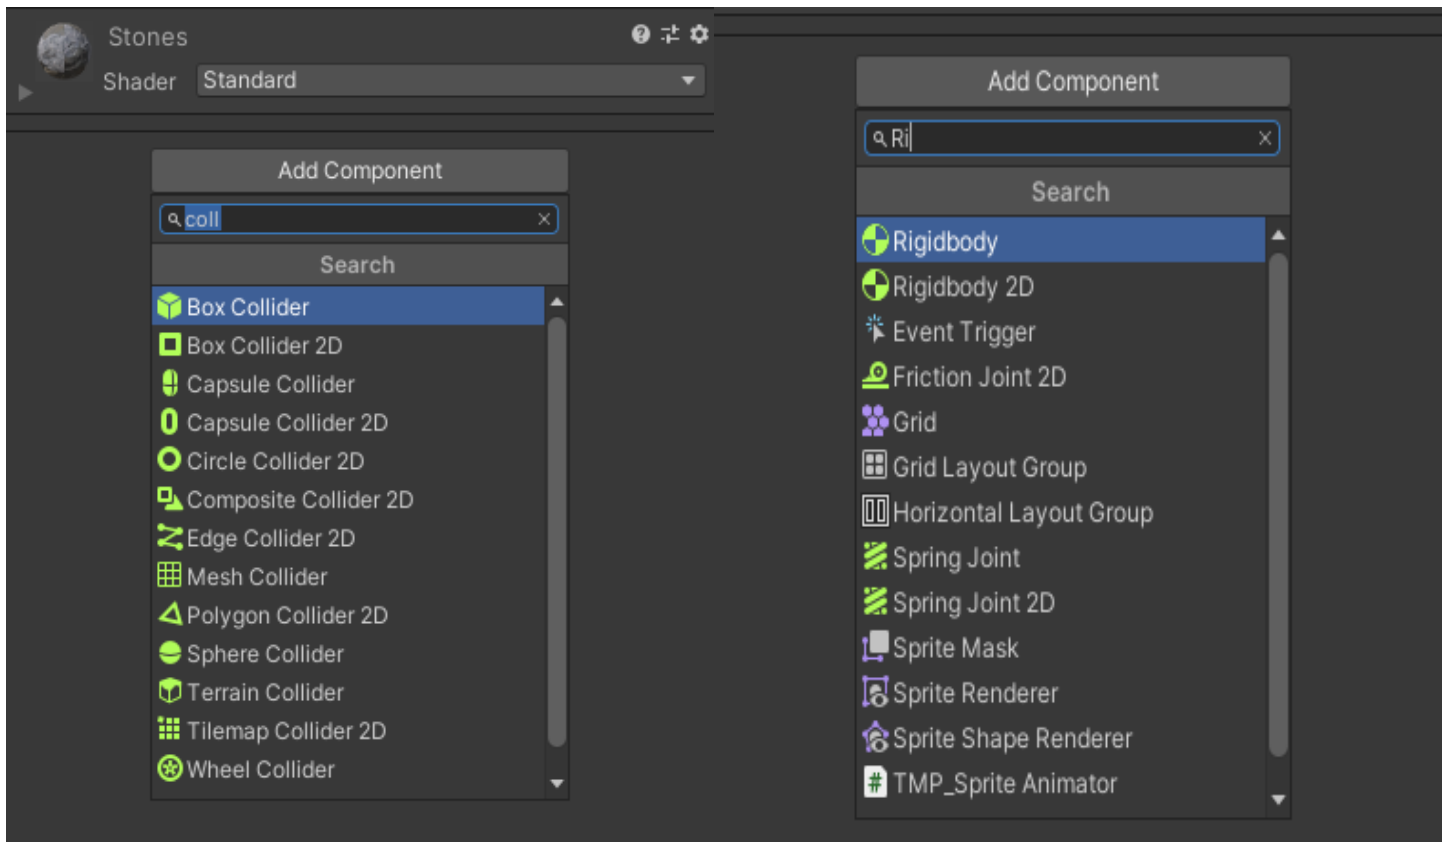 Stones
Shader Standard
Add Component
coll
Search
Box Collider
Box Collider 2D
Capsule Collider
Capsule Collider 2D
Circle Collider 2D
Composite Collider 2D
Edge Collider 2D
Mesh Collider
Polygon Collider 2D
Sphere Collider
Terrain Collider
Tilemap Collider 2D
Wheel Collider
Add Component
Ri
Search
Rigidbody
Rigidbody 2D
Event Trigger
Friction Joint 2D
Grid
Grid Layout Group
Horizontal Layout Group
Spring Joint
Spring Joint 2D
Sprite Mask
Sprite Renderer
Sprite Shape Renderer
TMP_Sprite Animator